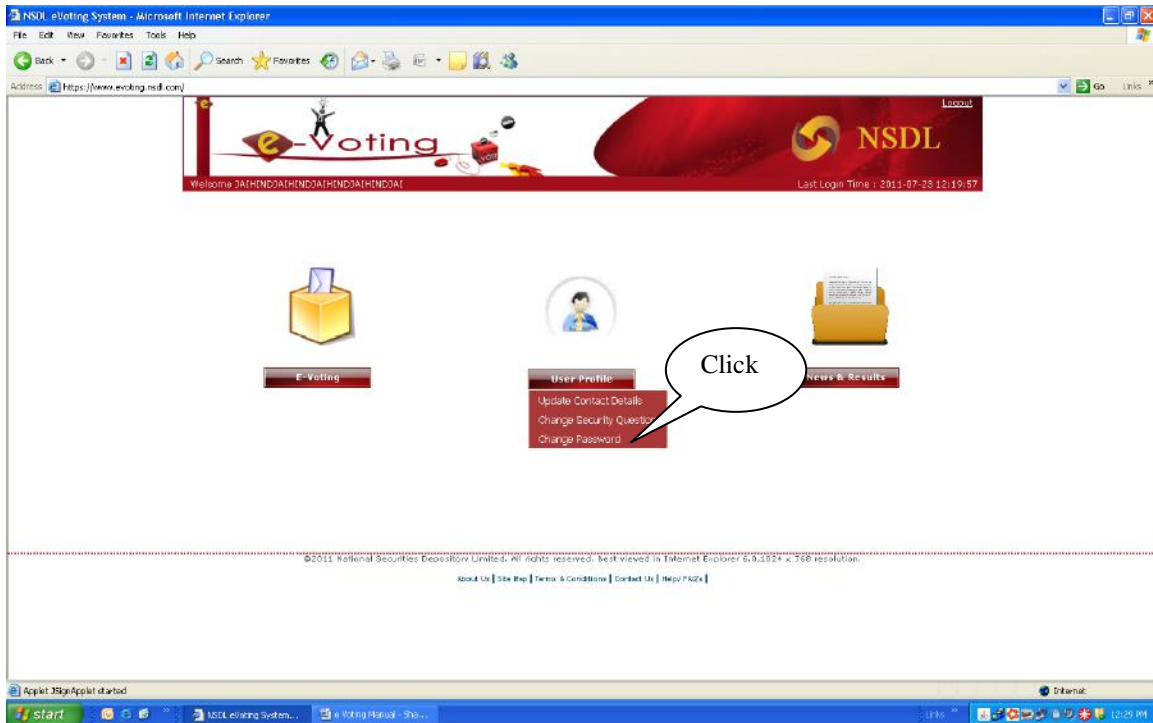 NSDL eVoting System - Microsoft Internet Explorer
File Edit View Favorites Tools Help
Back Search Favorites
Address https://www.evoting.nsdl.com/ Go Links »
Logout
e-Voting
NSDL
Welcome JAIHINDJAIHINDJAIHINDJAIHINDJAI Last Login Time : 2011-07-28 12:19:57
Click
E-Voting User Profile News & Results
Update Contact Details
Change Security Question
Change Password
©2011 National Securities Depository Limited. All rights reserved. Best viewed in Internet Explorer 6.0,1024 x 768 resolution.
About Us | Site Map | Terms & Conditions | Contact Us | Help/ FAQ's |
Applet JSignApplet started Internet
start NSDL eVoting System... e Voting Manual - Sha... Links » 12:29 PM